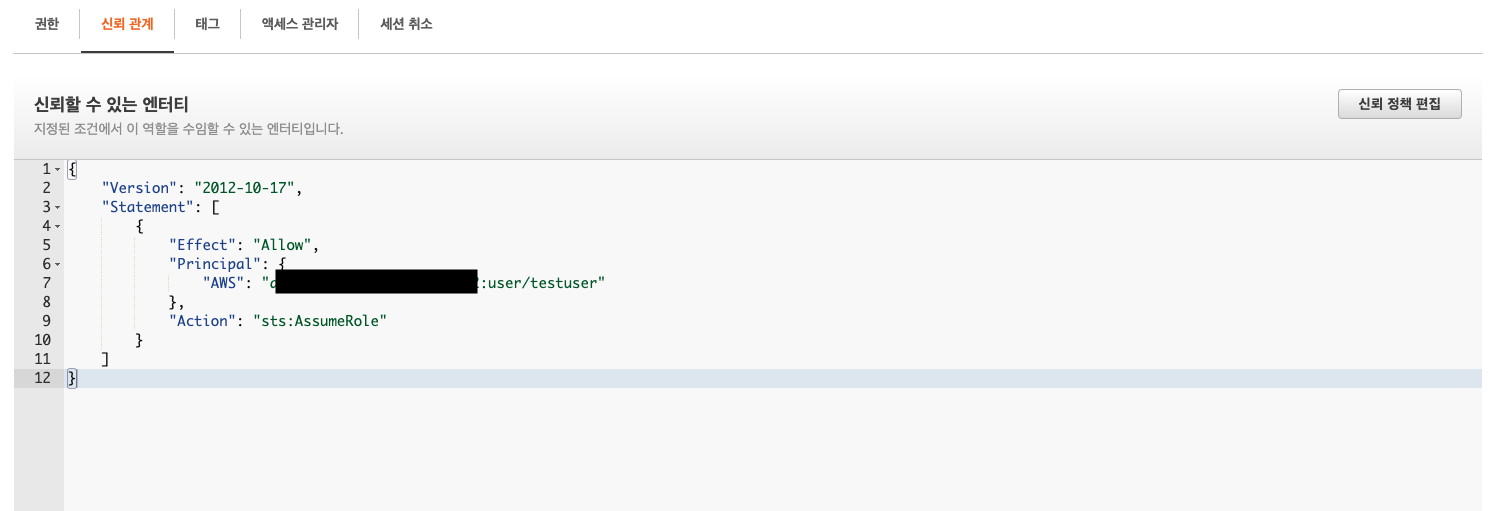 권한 신뢰 관계 태그 액세스 관리자 세션 취소
신뢰할 수 있는 엔터티
신뢰 정책 편집
지정된 조건에서 이 역할을 수임할 수 있는 엔터티입니다.
1 {
2 "Version": "2012-10-17",
3 "Statement": [
4 {
5 "Effect": "Allow",
6 "Principal": {
7 "AWS": " :user/testuser"
8 },
9 "Action": "sts:AssumeRole"
10 }
11 ]
12 }